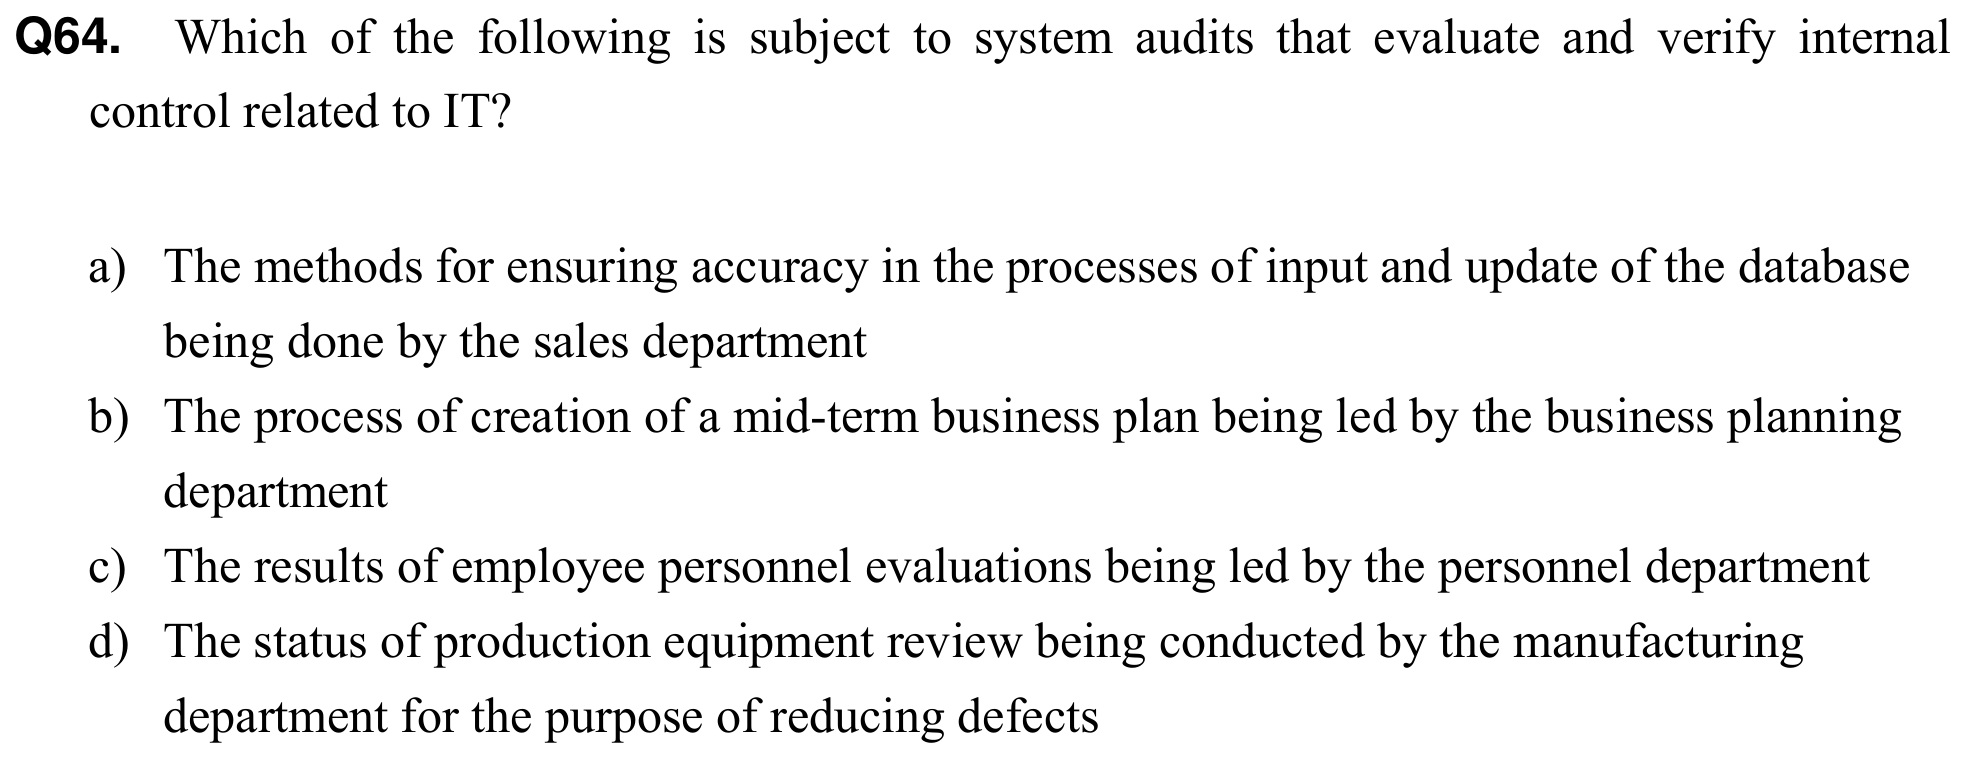 Q64. Which of the following is subject to system audits that evaluate and verify internal
control related to IT?
a) The methods for ensuring accuracy in the processes of input and update of the database
being done by the sales department
b) The process of creation of a mid-term business plan being led by the business planning
department
c) The results of employee personnel evaluations being led by the personnel department
d) The status of production equipment review being conducted by the manufacturing
department for the purpose of reducing defects